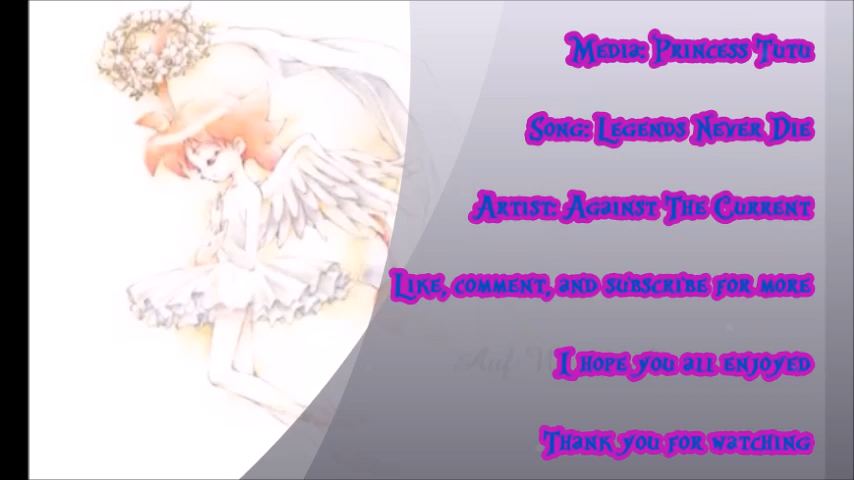 Media: Princess Tutu
Song: Legends Never Die
Artist: Against The Current
Like, comment, and subscribe for more
Auf
I hope you all enjoyed
Thank you for watching